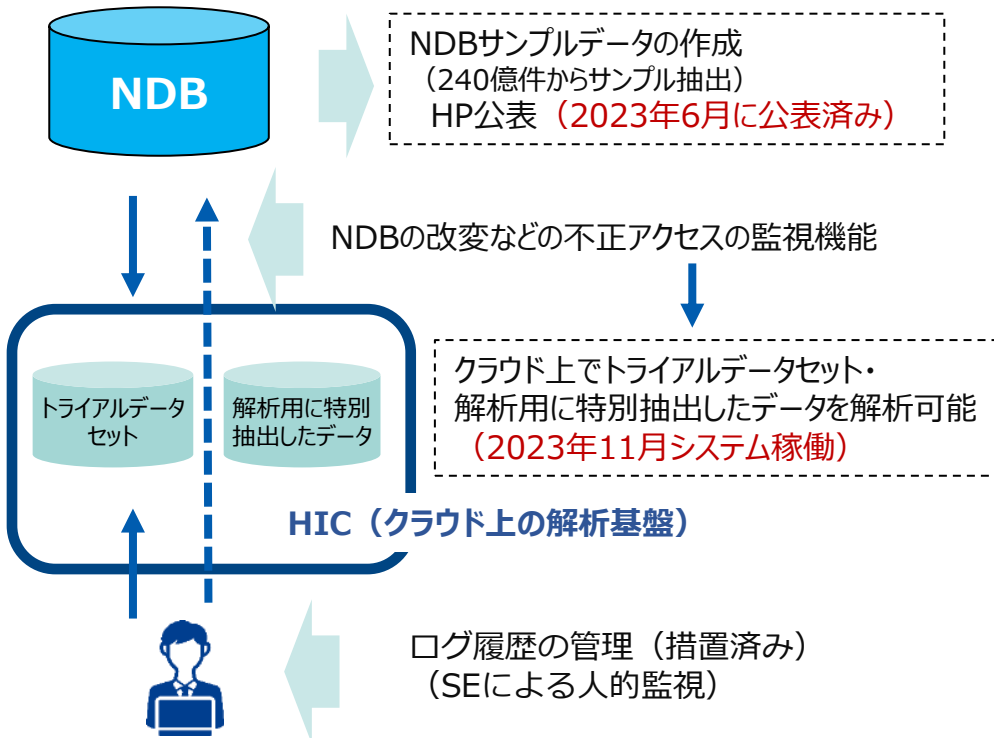 NDB
NDBサンプルデータの作成
（240億件からサンプル抽出）
HP公表（2023年6月に公表済み）
NDBの改変などの不正アクセスの監視機能
トライアルデータ
セット
解析用に特別
抽出したデータ
クラウド上でトライアルデータセット・
解析用に特別抽出したデータを解析可能
（2023年11月システム稼働）
HIC（クラウド上の解析基盤）
ログ履歴の管理（措置済み）
（SEによる人的監視）